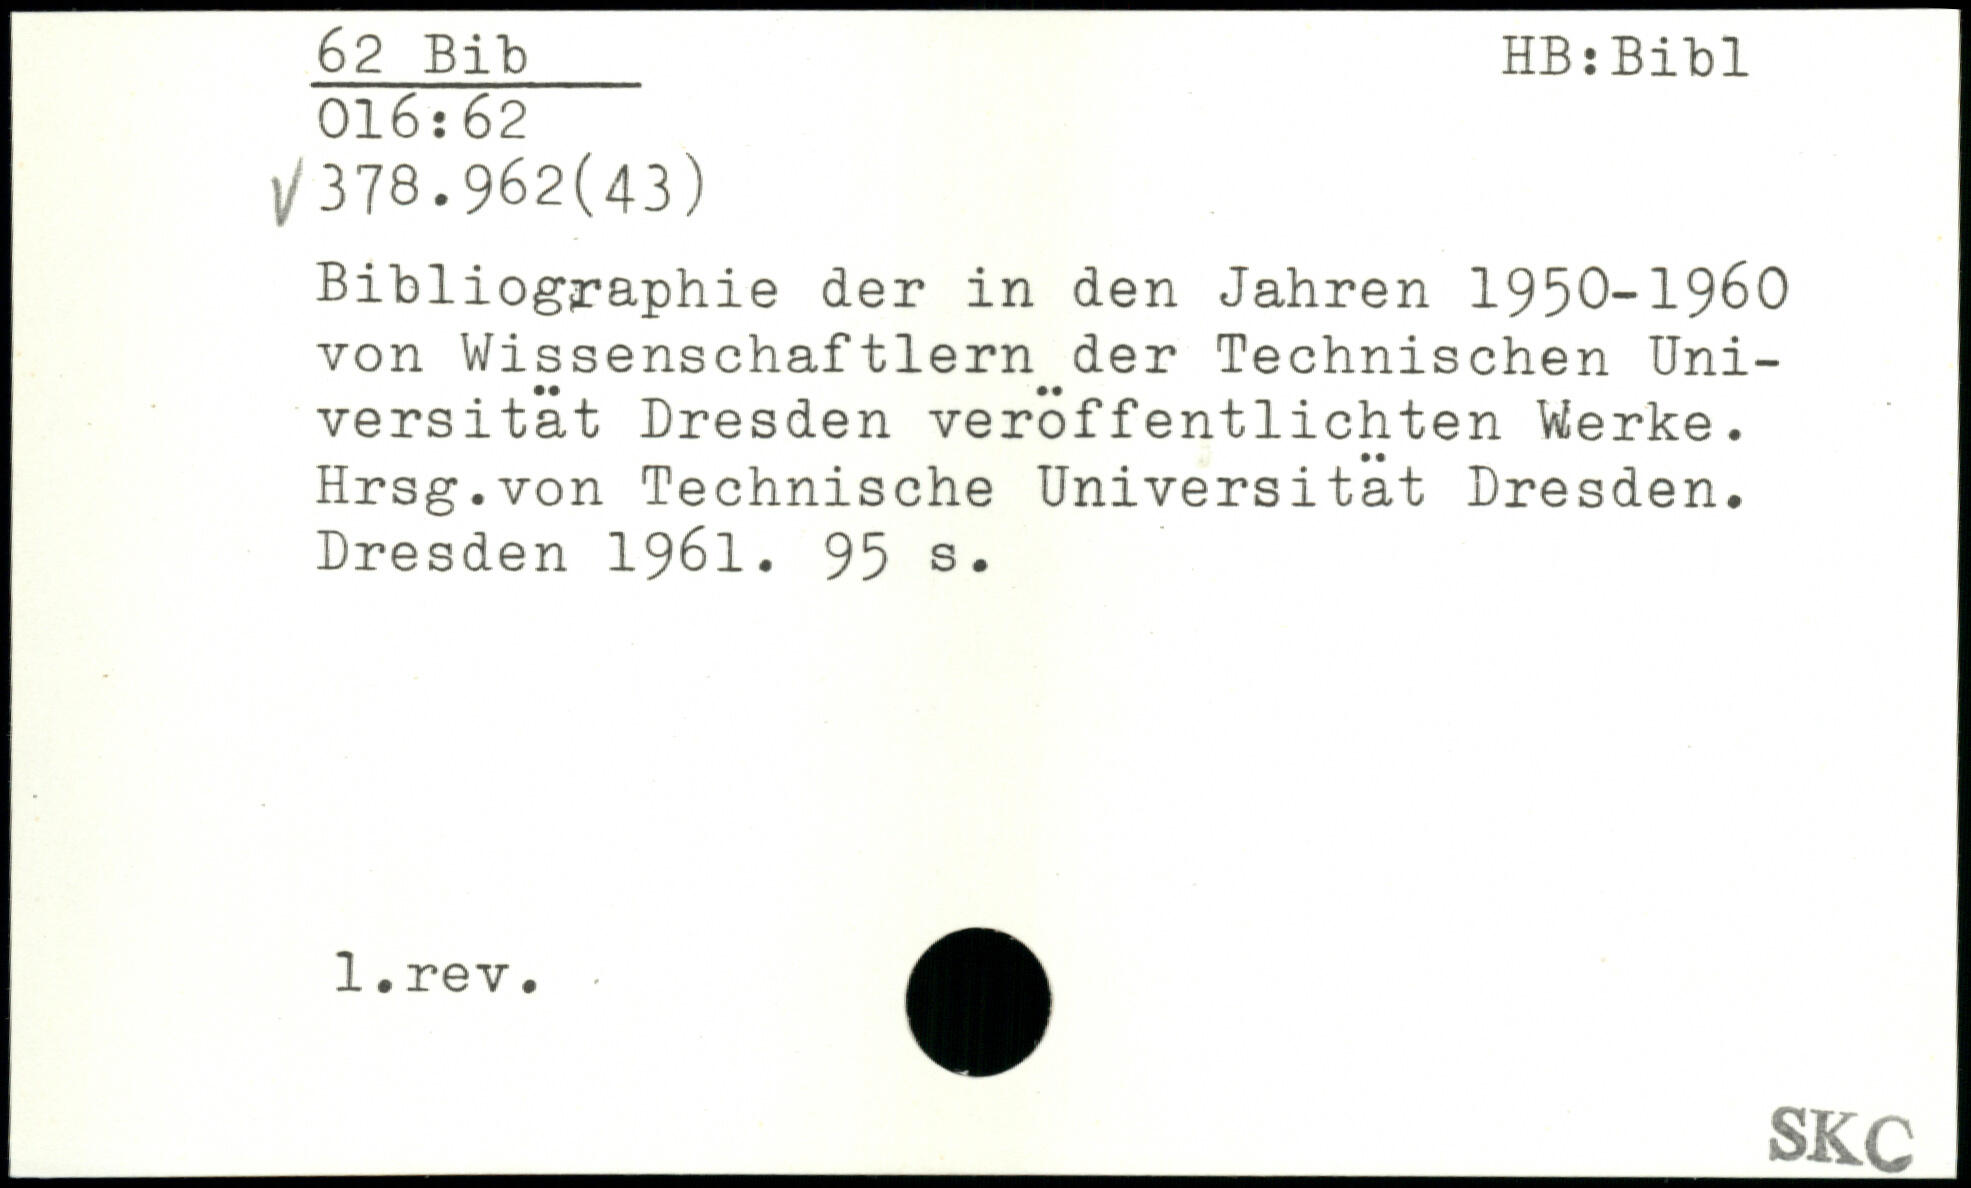 62 Bib
HB:Bibl
016:62
√ 378.962(43)
Bibliographie der in den Jahren 1950-1960
von Wissenschaftlern der Technischen Uni-
versität Dresden veröffentlichten Werke.
Hrsg.von Technische Universität Dresden.
Dresden 1961. 95 s.
1.rev.
SKC